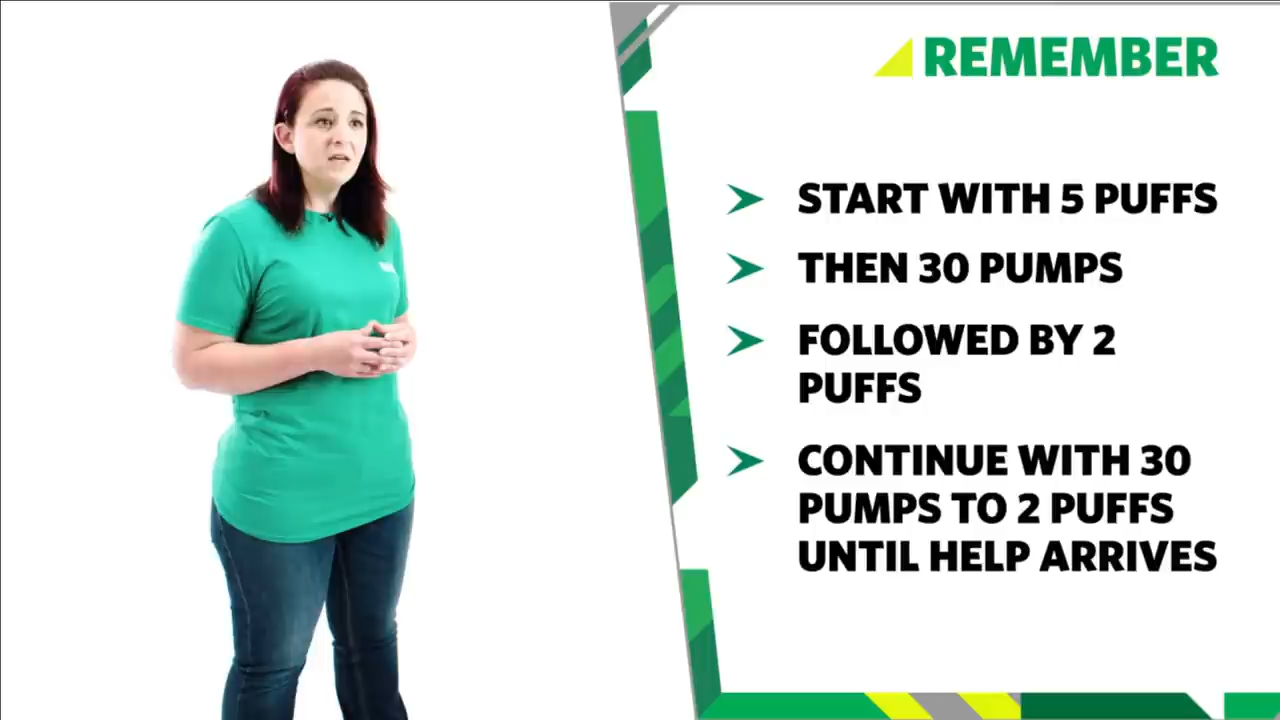 REMEMBER
START WITH 5 PUFFS
THEN 30 PUMPS
FOLLOWED BY 2
PUFFS
CONTINUE WITH 30
PUMPS TO 2 PUFFS
UNTIL HELP ARRIVES